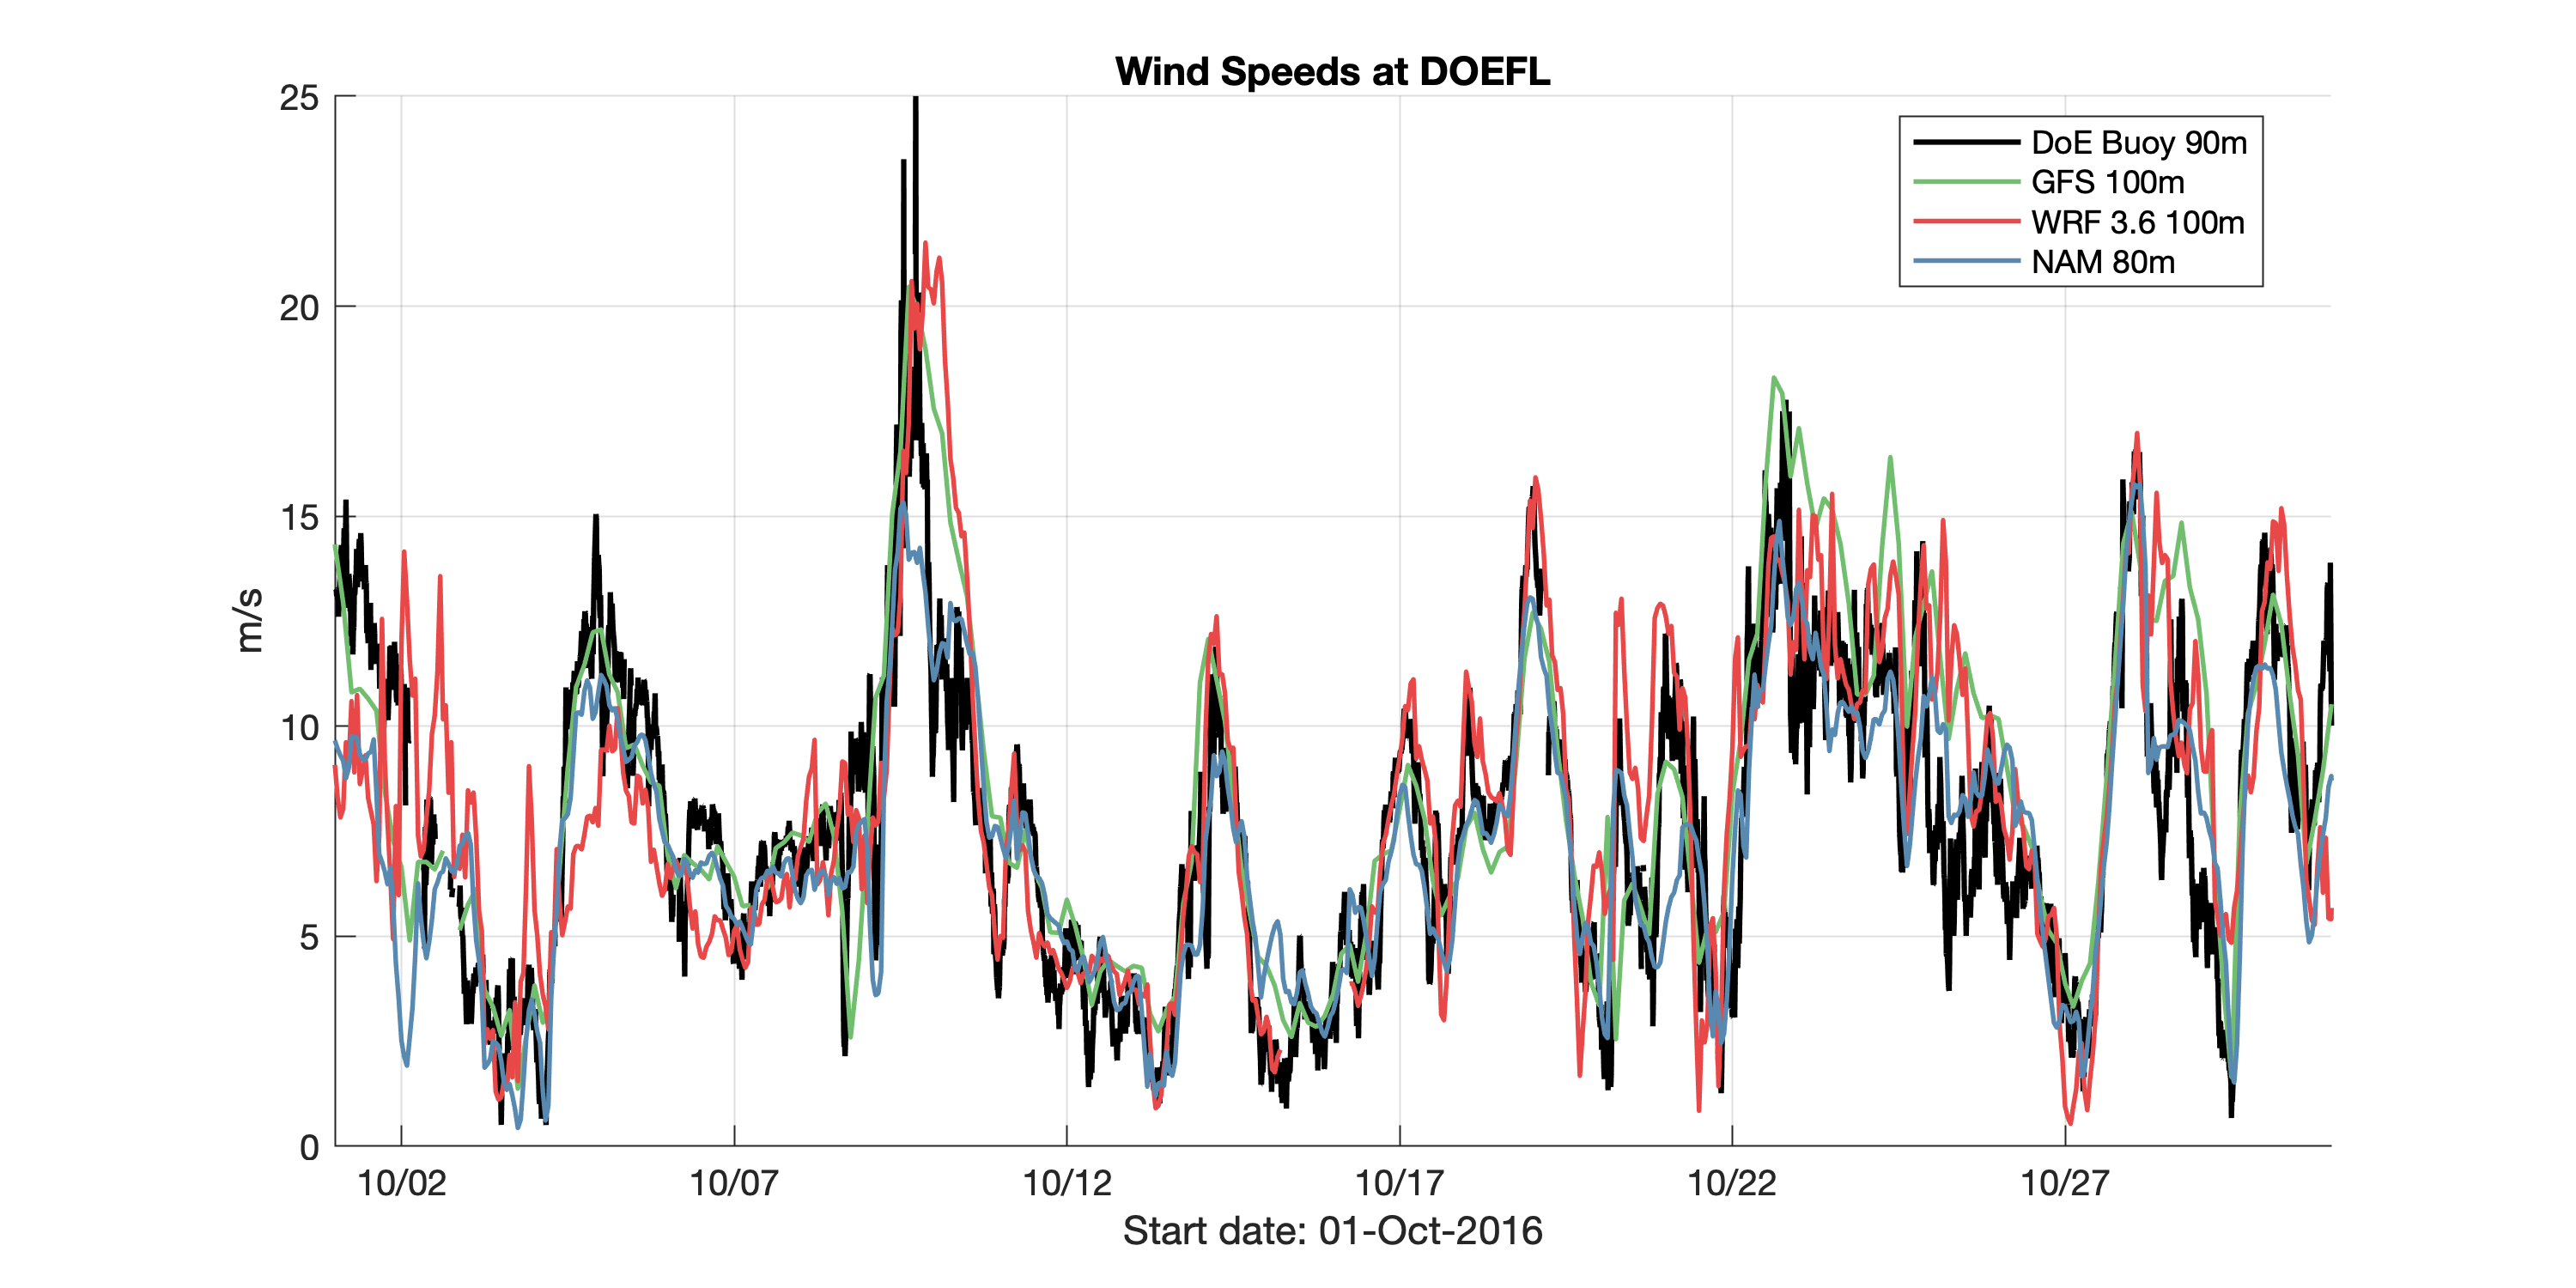 Wind Speeds at DOEFL
25
20
15
10
5
0
m/s
DoE Buoy 90m
GFS 100m
WRF 3.6 100m
NAM 80m
10/02 10/07 10/12 10/17 10/22 10/27
Start date: 01-Oct-2016